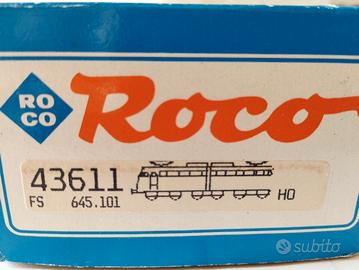 RO
CO
Roco
43611
FS 645.101
HO
subito